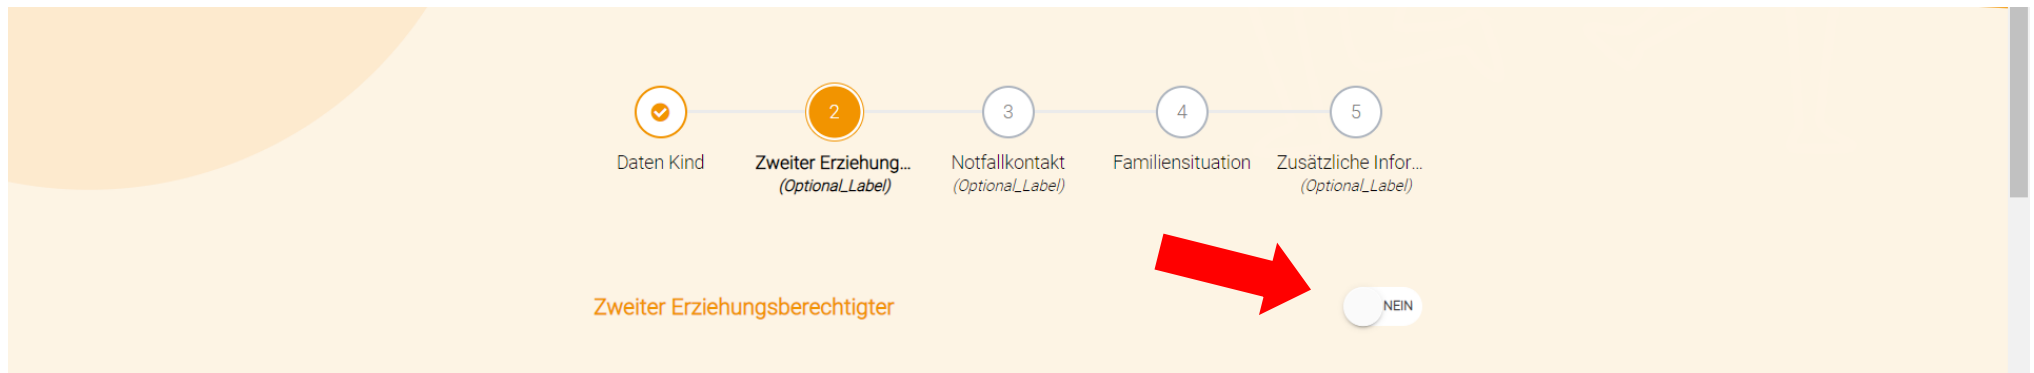 2 3 4 5
Daten Kind Zweiter Erziehung... Notfallkontakt Familiensituation Zusätzliche Infor...
(Optional_Label) (Optional_Label) (Optional_Label)
Zweiter Erziehungsberechtigter NEIN